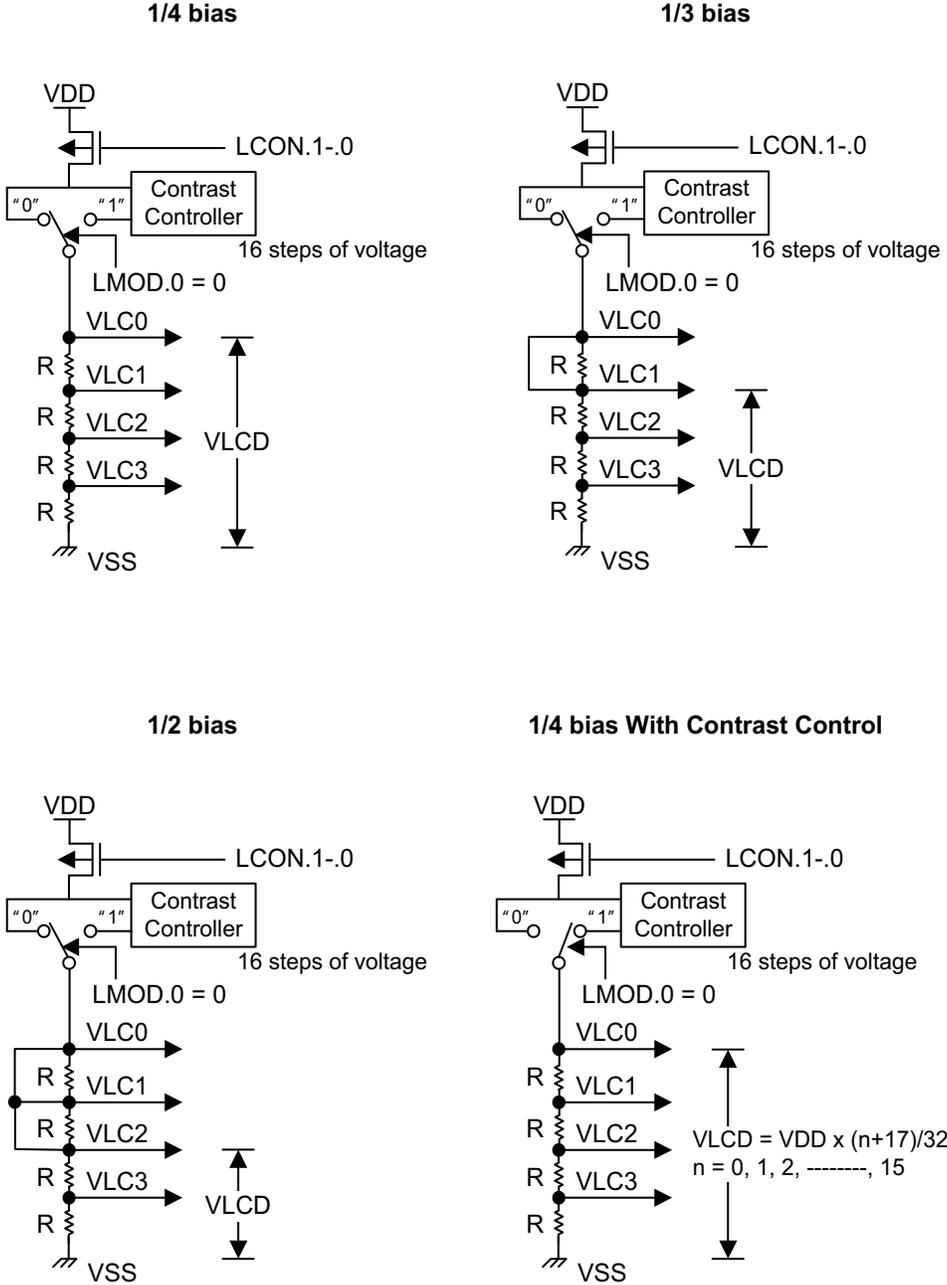 1/4 bias
VDD
LCON.1-.0
Contrast
Controller
“0”
“1”
16 steps of voltage
LMOD.0 = 0
VLC0
R
VLC1
R
VLC2
R
VLC3
R
VLCD
VSS
1/3 bias
VDD
LCON.1-.0
Contrast
Controller
“0”
“1”
16 steps of voltage
LMOD.0 = 0
VLC0
R
VLC1
R
VLC2
R
VLC3
R
VLCD
VSS
1/2 bias
VDD
LCON.1-.0
Contrast
Controller
“0”
“1”
16 steps of voltage
LMOD.0 = 0
VLC0
R
VLC1
R
VLC2
R
VLC3
R
VLCD
VSS
1/4 bias With Contrast Control
VDD
LCON.1-.0
Contrast
Controller
“0”
“1”
16 steps of voltage
LMOD.0 = 0
VLC0
R
VLC1
R
VLC2
R
VLC3
R
VLCD = VDD x (n+17)/32
n = 0, 1, 2, --------, 15
VSS